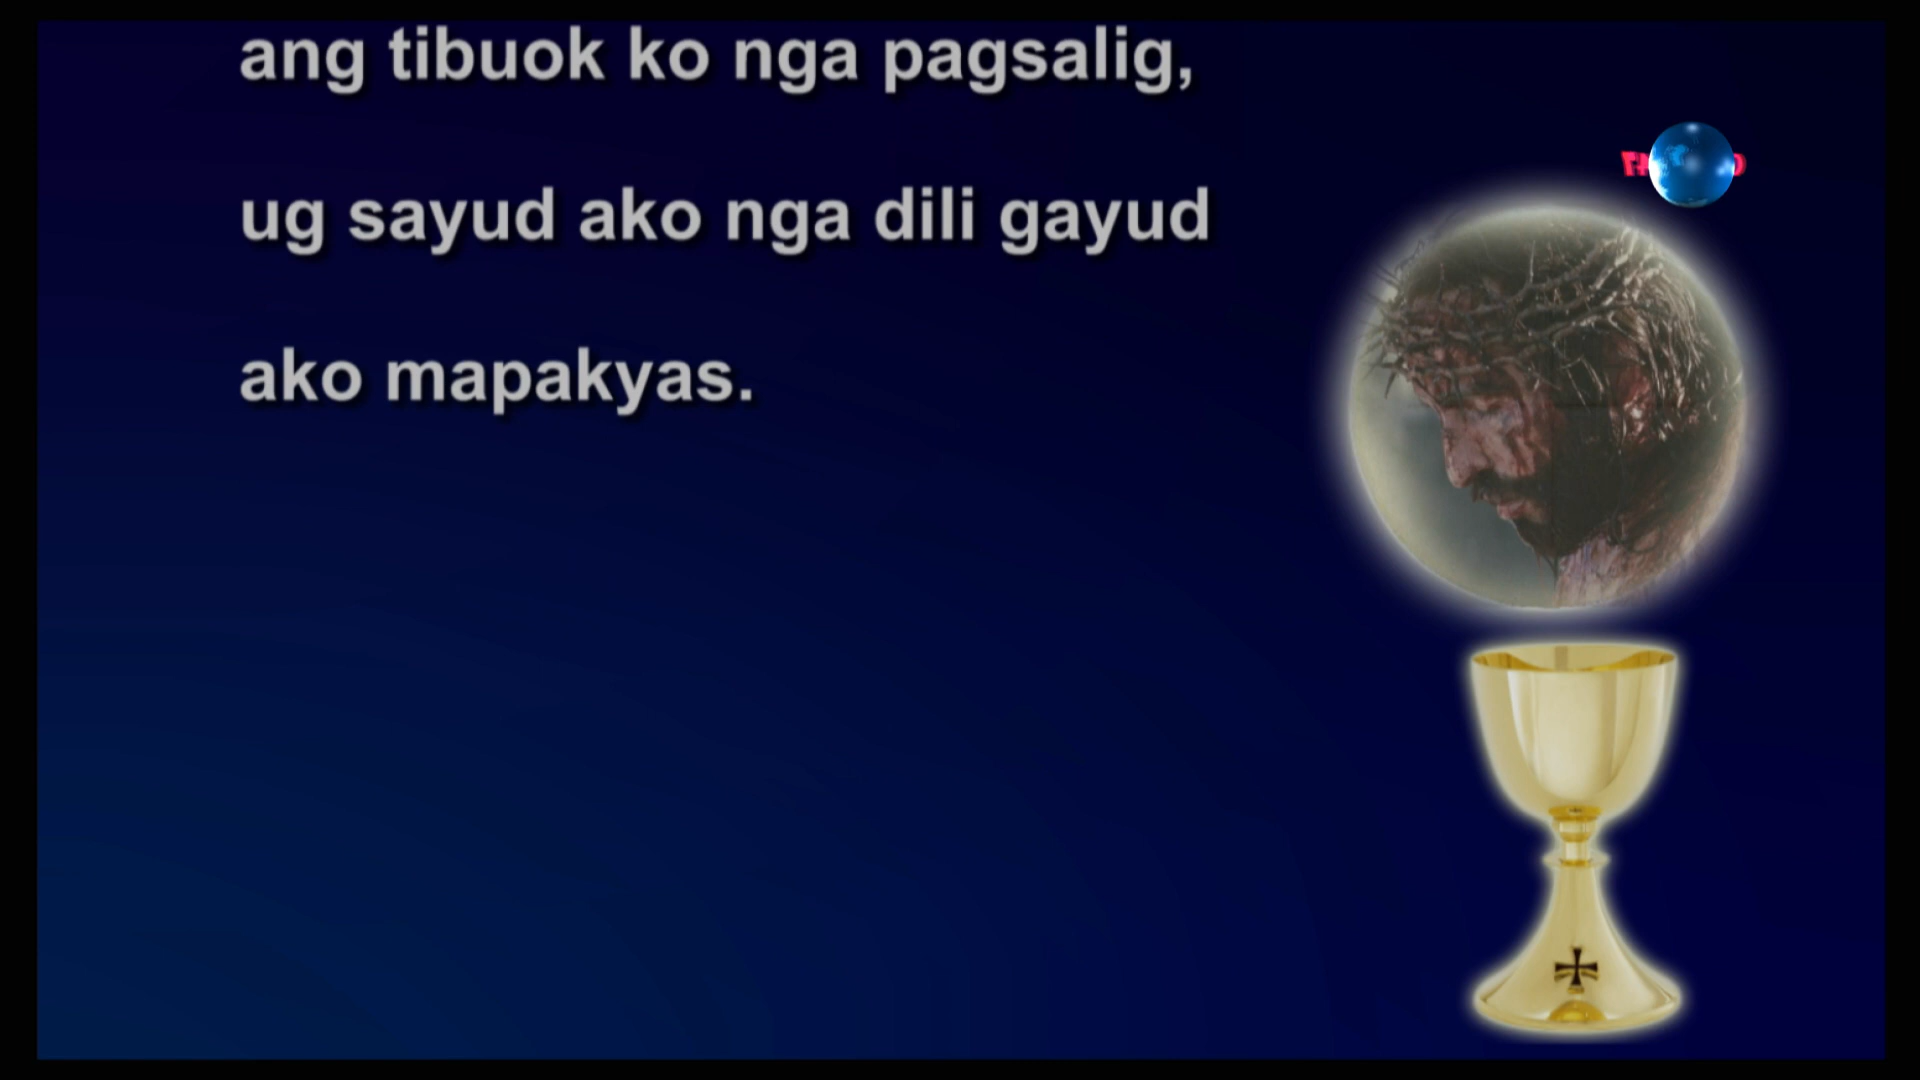 ang tibuok ko nga pagsalig,
ug sayud ako nga dili gayud
ako mapakyas.